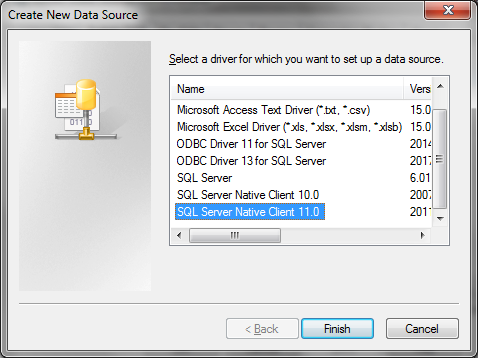 Create New Data Source
Select a driver for which you want to set up a data source.
Name Versi
Microsoft Access Text Driver (*.txt, *.csv) 15.0
Microsoft Excel Driver (*.xls, *.xlsx, *.xlsm, *.xlsb) 15.0
ODBC Driver 11 for SQL Server 2014
ODBC Driver 13 for SQL Server 2017
SQL Server 6.01
SQL Server Native Client 10.0 2007
SQL Server Native Client 11.0 2011
< Back Finish Cancel